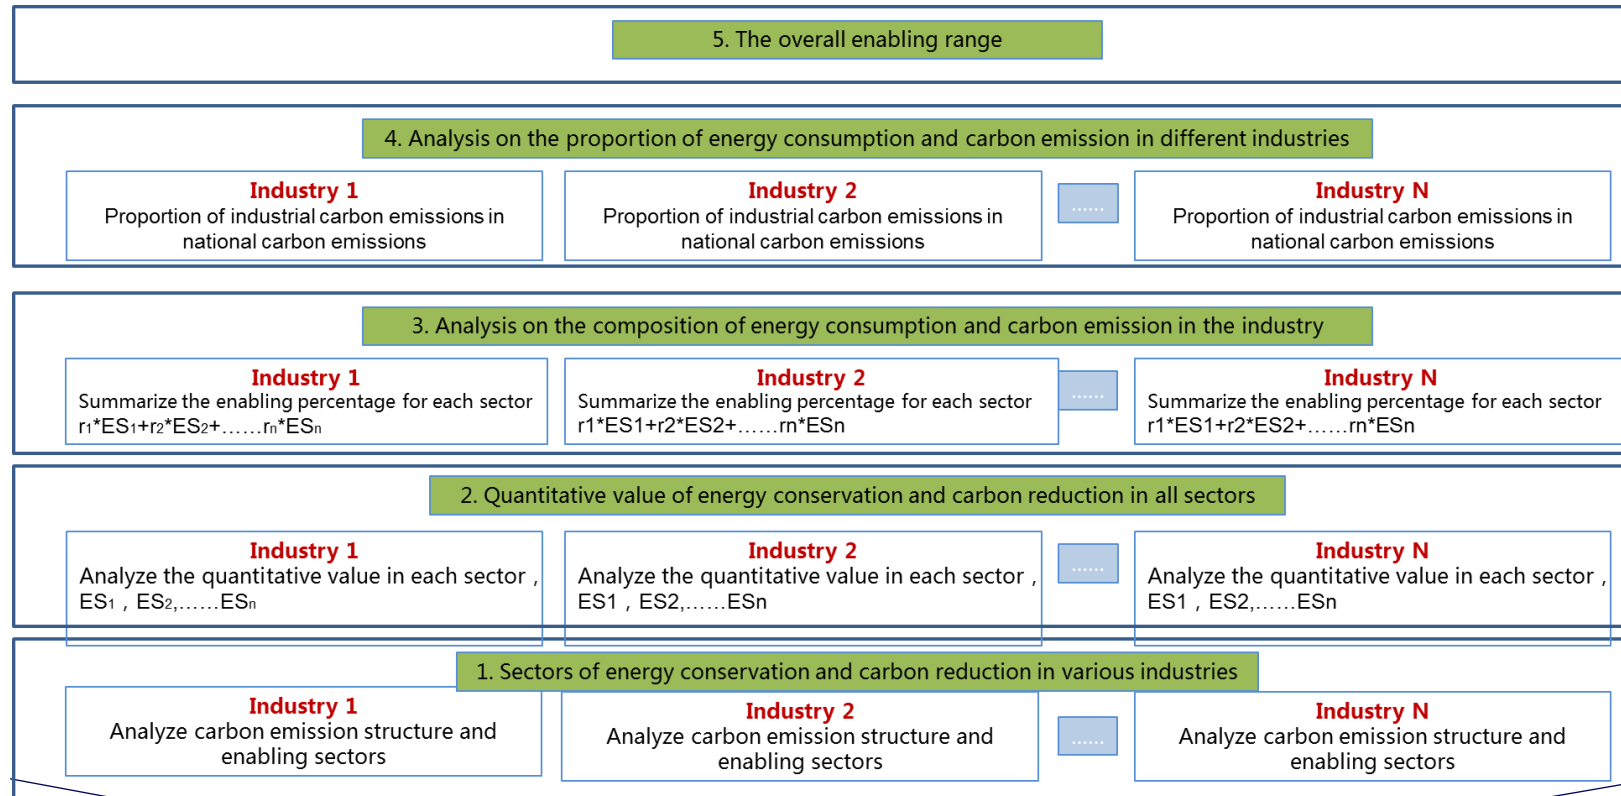 5. The overall enabling range
4. Analysis on the proportion of energy consumption and carbon emission in different industries
Industry 1
Proportion of industrial carbon emissions in
national carbon emissions
Industry 2
Proportion of industrial carbon emissions in
national carbon emissions
......
Industry N
Proportion of industrial carbon emissions in
national carbon emissions
3. Analysis on the composition of energy consumption and carbon emission in the industry
Industry 1
Summarize the enabling percentage for each sector
r₁*ES₁+r₂*ES₂+......rₙ*ESₙ
Industry 2
Summarize the enabling percentage for each sector
r1*ES1+r2*ES2+......rn*ESn
......
Industry N
Summarize the enabling percentage for each sector
r1*ES1+r2*ES2+......rn*ESn
2. Quantitative value of energy conservation and carbon reduction in all sectors
Industry 1
Analyze the quantitative value in each sector ,
ES₁ , ES₂,......ESₙ
Industry 2
Analyze the quantitative value in each sector ,
ES1 , ES2,......ESn
......
Industry N
Analyze the quantitative value in each sector ,
ES1 , ES2,......ESn
1. Sectors of energy conservation and carbon reduction in various industries
Industry 1
Analyze carbon emission structure and
enabling sectors
Industry 2
Analyze carbon emission structure and
enabling sectors
......
Industry N
Analyze carbon emission structure and
enabling sectors